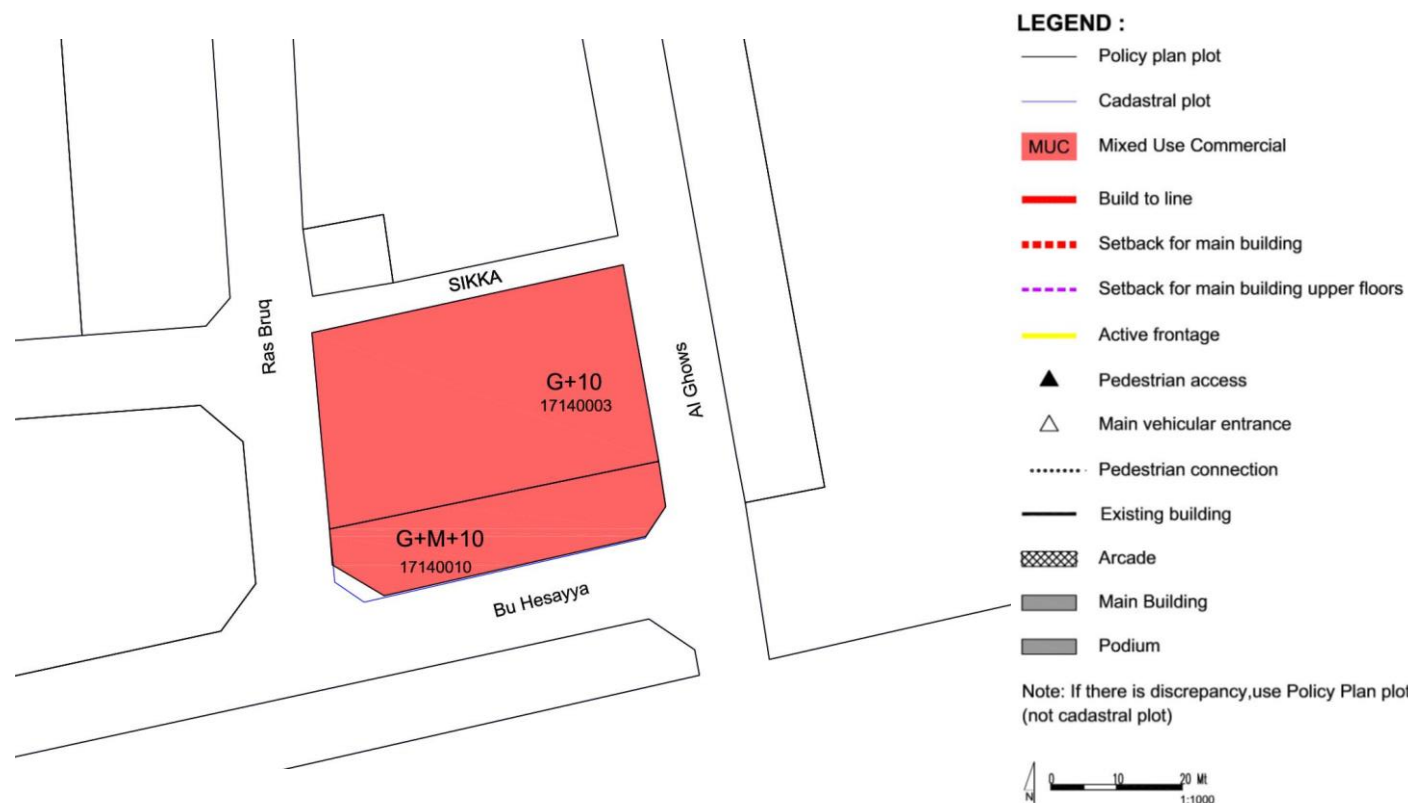 SIKKA
Ras Bruq
Al Ghows
G+10
17140003
G+M+10
17140010
Bu Hesayya
LEGEND :
Policy plan plot
Cadastral plot
MUC Mixed Use Commercial
Build to line
Setback for main building
Setback for main building upper floors
Active frontage
Pedestrian access
Main vehicular entrance
Pedestrian connection
Existing building
Arcade
Main Building
Podium
Note: If there is discrepancy,use Policy Plan plot
(not cadastral plot)
N
0 10 20 Mt
1:1000